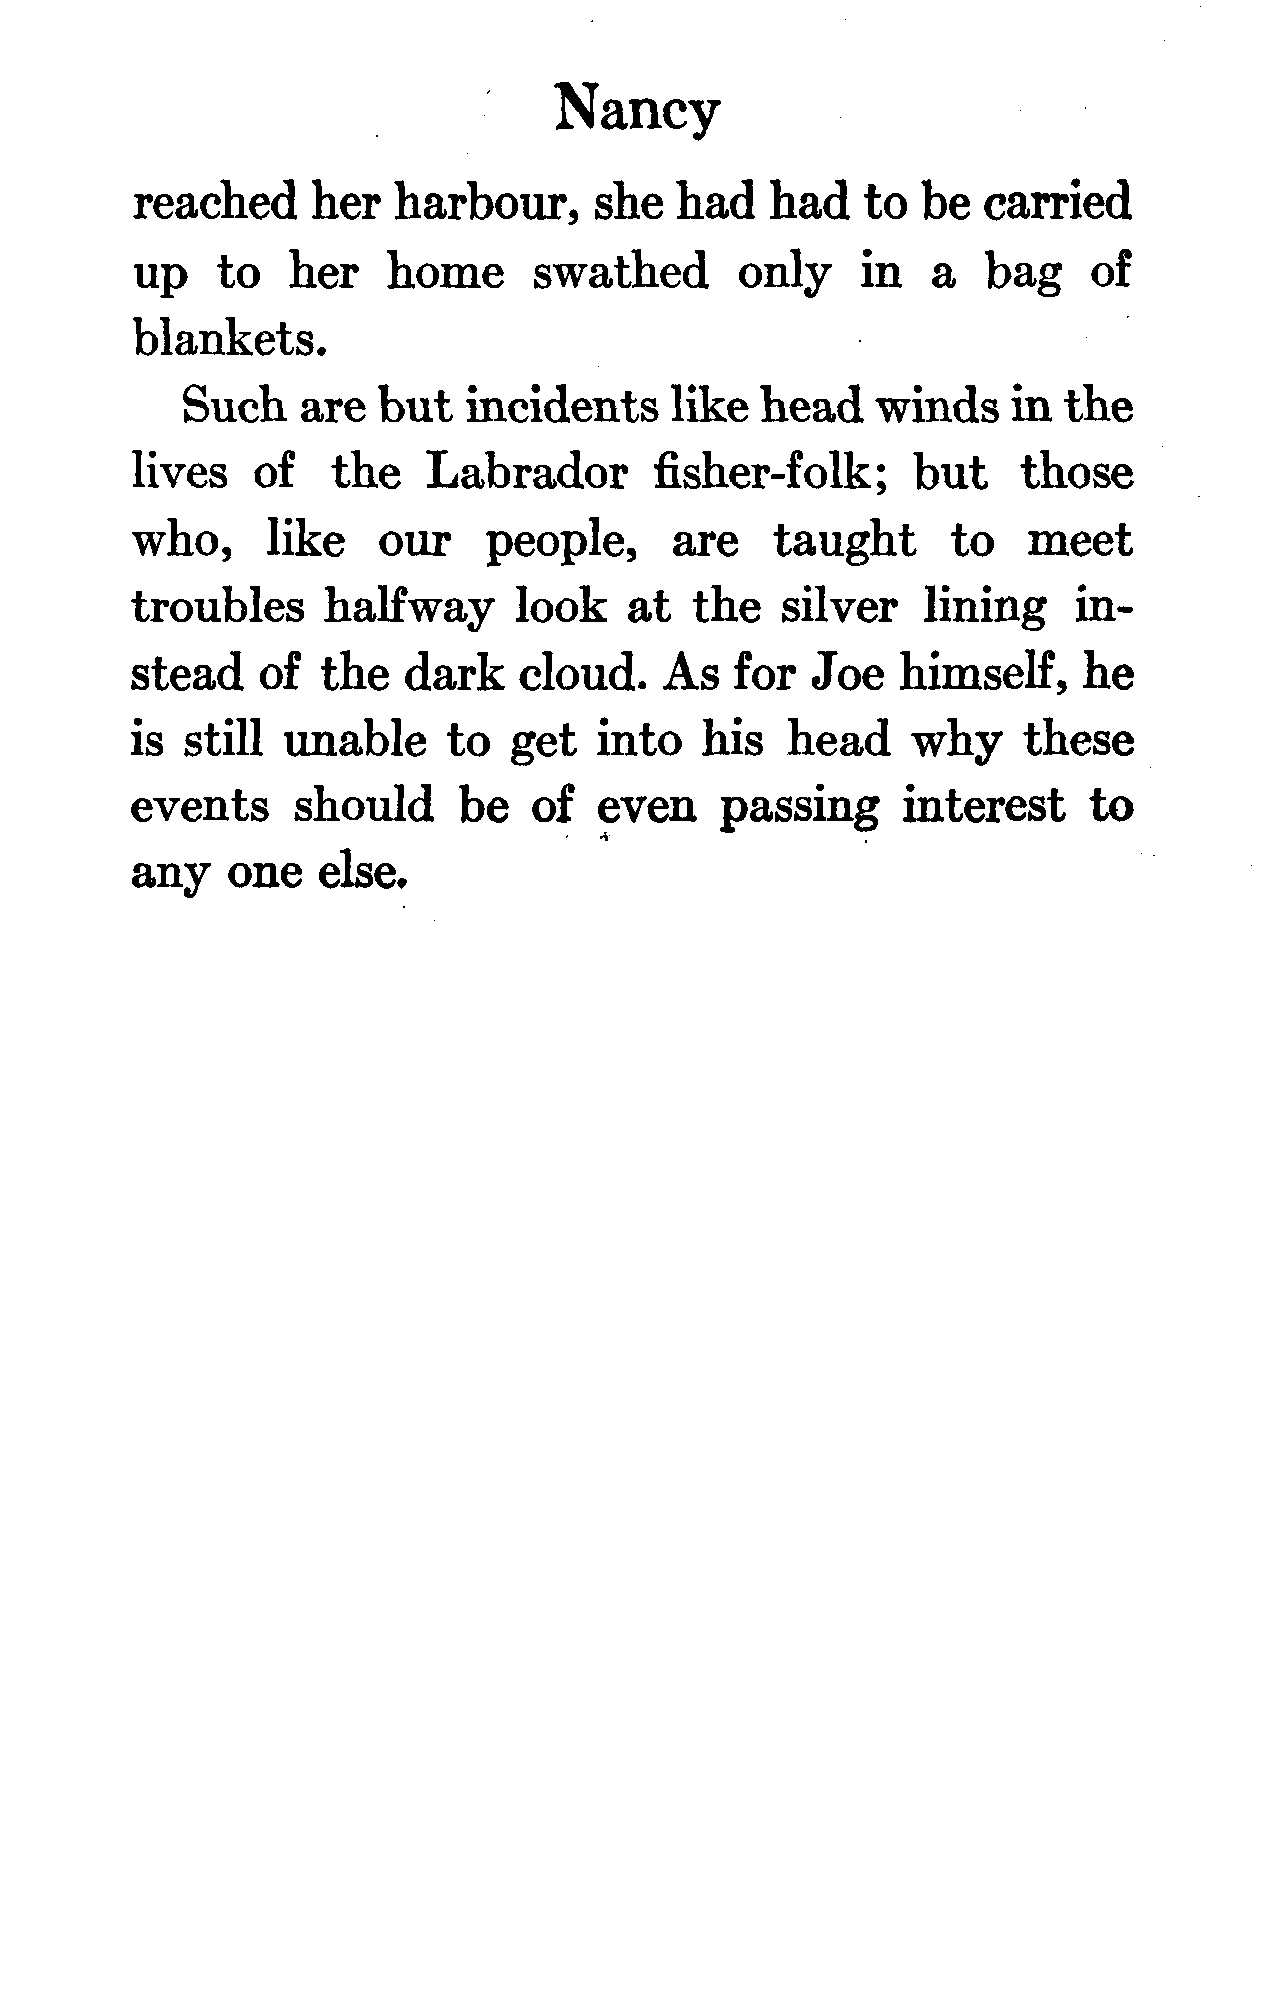 Nancy
reached her harbour, she had had to be carried
up to her home swathed only in a bag of
blankets.
Such are but incidents like head winds in the
lives of the Labrador fisher-folk; but those
who, like our people, are taught to meet
troubles halfway look at the silver lining in-
stead of the dark cloud. As for Joe himself, he
is still unable to get into his head why these
events should be of even passing interest to
any one else.